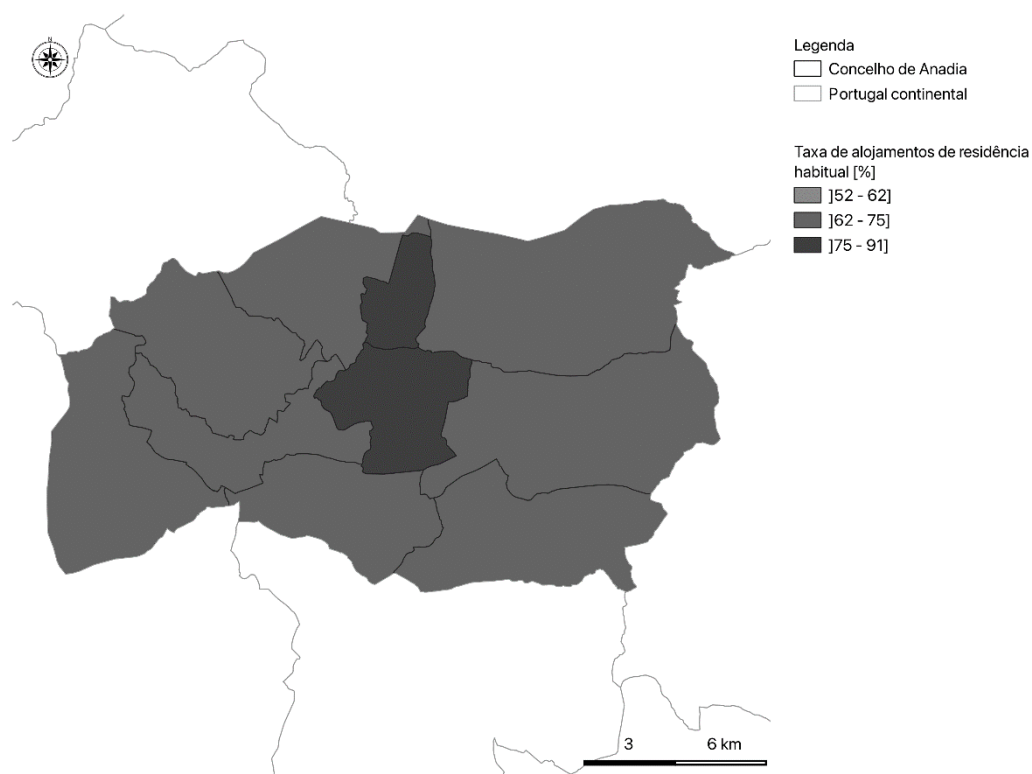 N
Legenda
Concelho de Anadia
Portugal continental
Taxa de alojamentos de residência
habitual [%]
]52 - 62]
]62 - 75]
]75 - 91]
3 6 km